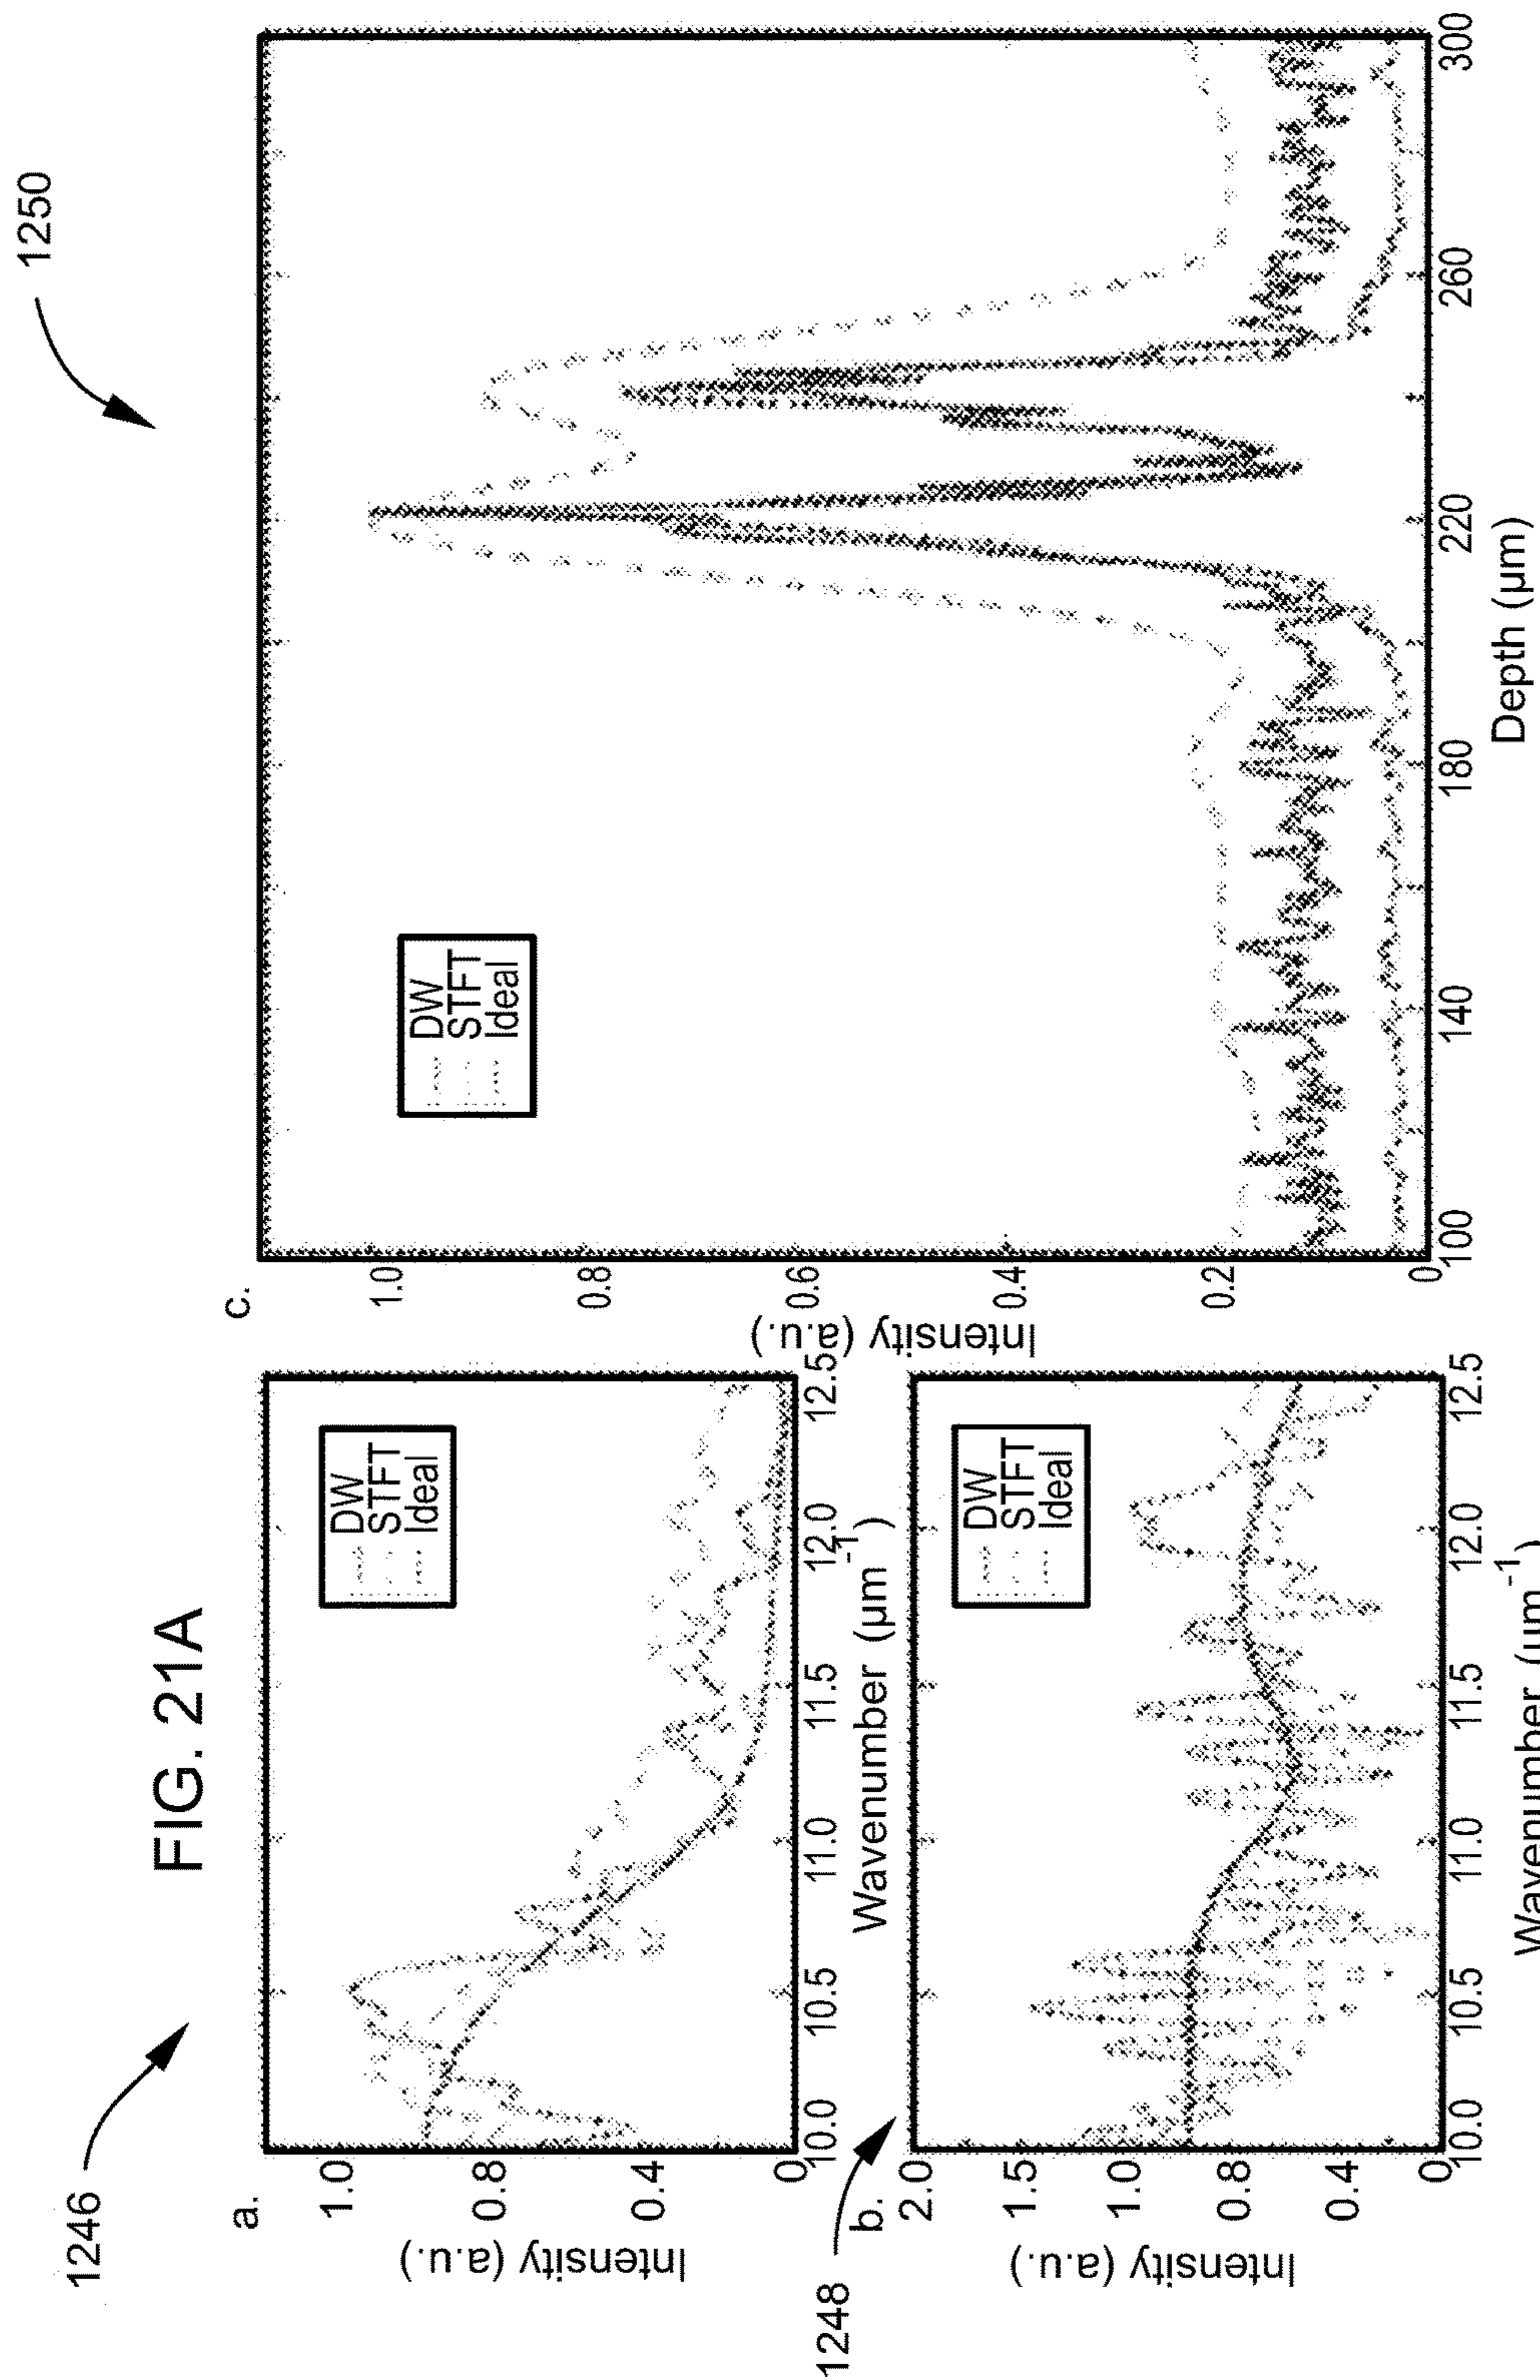 FIG. 21A
1246
a.
Intensity (a.u.)
1.0
0.8
0.4
0
DW
STFT
Ideal
10.0
10.5
11.0
11.5
12.0
12.5
Wavenumber (µm-1)
1248
b.
Intensity (a.u.)
2.0
1.5
1.0
0.8
0.4
0
DW
STFT
Ideal
10.0
10.5
11.0
11.5
12.0
12.5
Wavenumber (µm-1)
1250
c.
Intensity (a.u.)
1.0
0.8
0.6
0.4
0.2
0
DW
STFT
Ideal
100
140
180
220
260
300
Depth (µm)